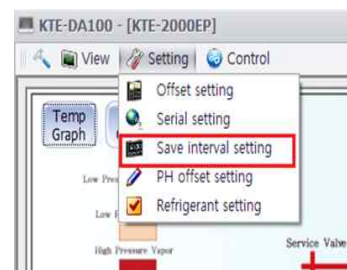 KTE-DA100 - [KTE-2000EP]
View Setting Control
Offset setting
Serial setting
Save interval setting
PH offset setting
Refrigerant setting
Temp
Graph
Low
Low
High Pressure Vapor
Service Valve